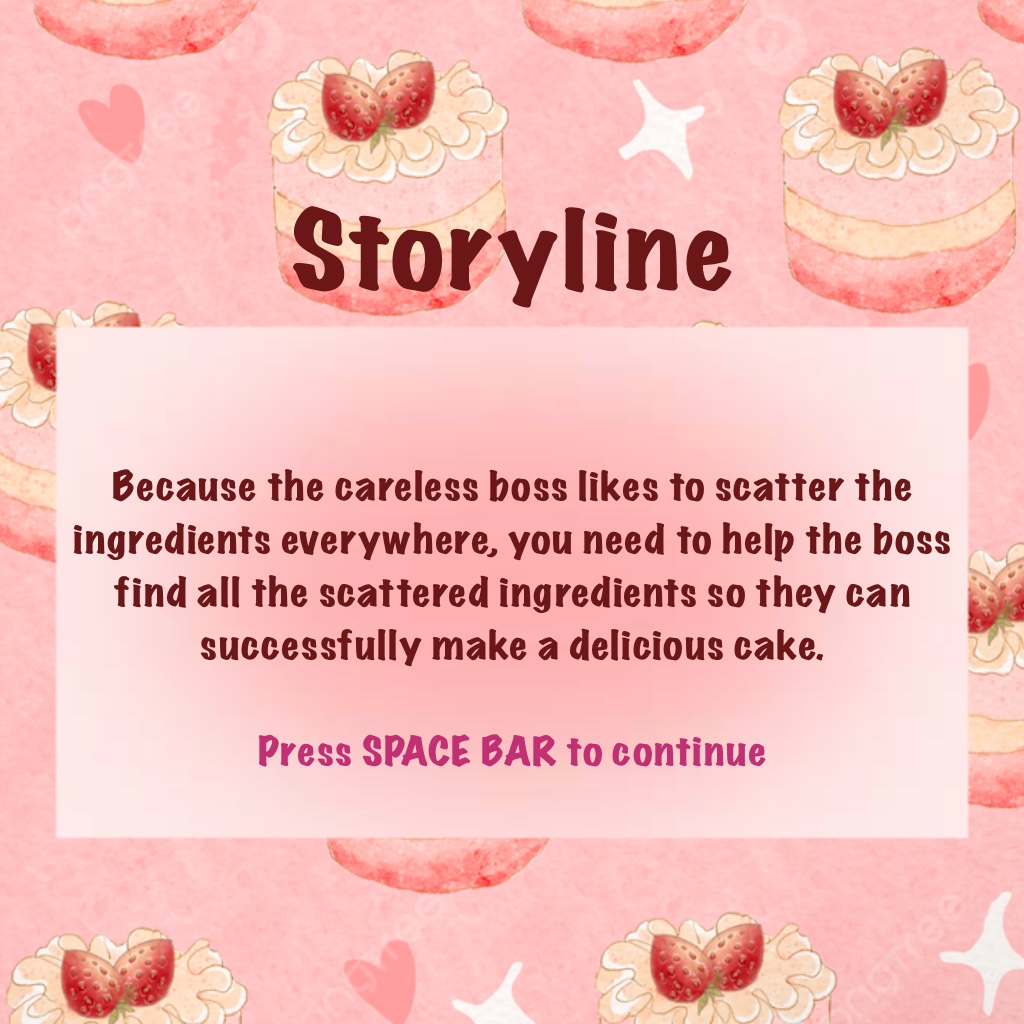 Storyline
Because the careless boss likes to scatter the
ingredients everywhere, you need to help the boss
find all the scattered ingredients so they can
successfully make a delicious cake.
Press SPACE BAR to continue